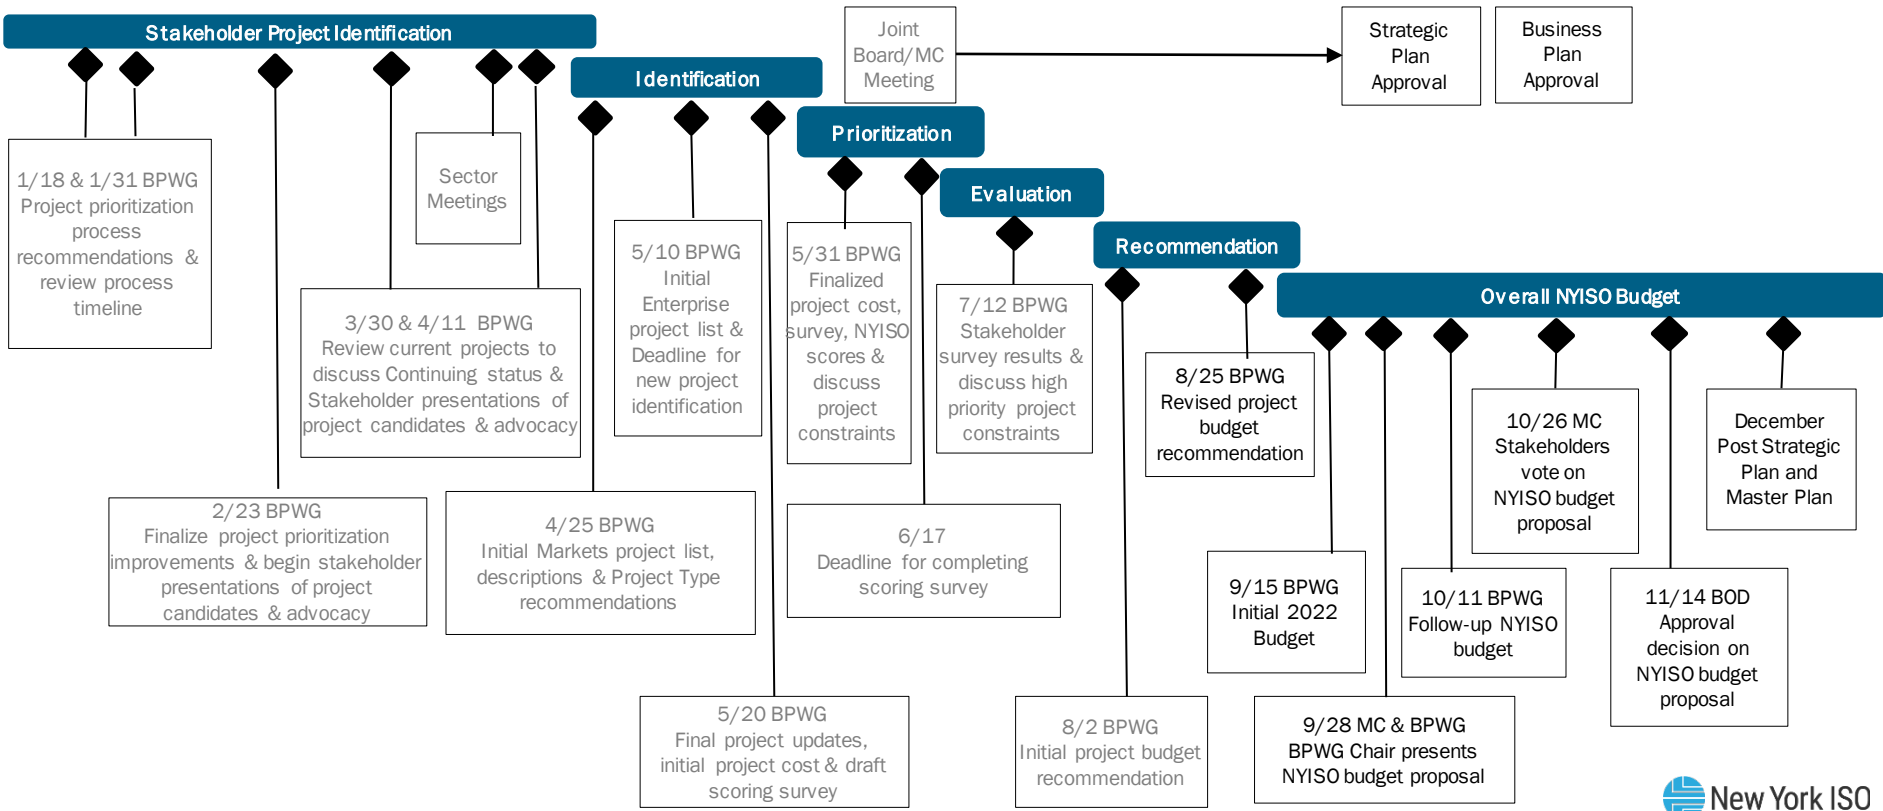 Stakeholder Project Identification
Joint
Board/MC
Meeting
Strategic
Plan
Approval
Business
Plan
Approval
Identification
Prioritization
Evaluation
Recommendation
Overall NYISO Budget
1/18 & 1/31 BPWG
Project prioritization
process
recommendations &
review process
timeline
Sector
Meetings
3/30 & 4/11 BPWG
Review current projects to
discuss Continuing status &
Stakeholder presentations of
project candidates & advocacy
5/10 BPWG
Initial
Enterprise
project list &
Deadline for
new project
identification
5/31 BPWG
Finalized
project cost,
survey, NYISO
scores &
discuss
project
constraints
7/12 BPWG
Stakeholder
survey results &
discuss high
priority project
constraints
8/25 BPWG
Revised project
budget
recommendation
10/26 MC
Stakeholders
vote on
NYISO budget
proposal
December
Post Strategic
Plan and
Master Plan
2/23 BPWG
Finalize project prioritization
improvements & begin stakeholder
presentations of project
candidates & advocacy
4/25 BPWG
Initial Markets project list,
descriptions & Project Type
recommendations
6/17
Deadline for completing
scoring survey
9/15 BPWG
Initial 2022
Budget
10/11 BPWG
Follow-up NYISO
budget
11/14 BOD
Approval
decision on
NYISO budget
proposal
5/20 BPWG
Final project updates,
initial project cost & draft
scoring survey
8/2 BPWG
Initial project budget
recommendation
9/28 MC & BPWG
BPWG Chair presents
NYISO budget proposal
New York ISO